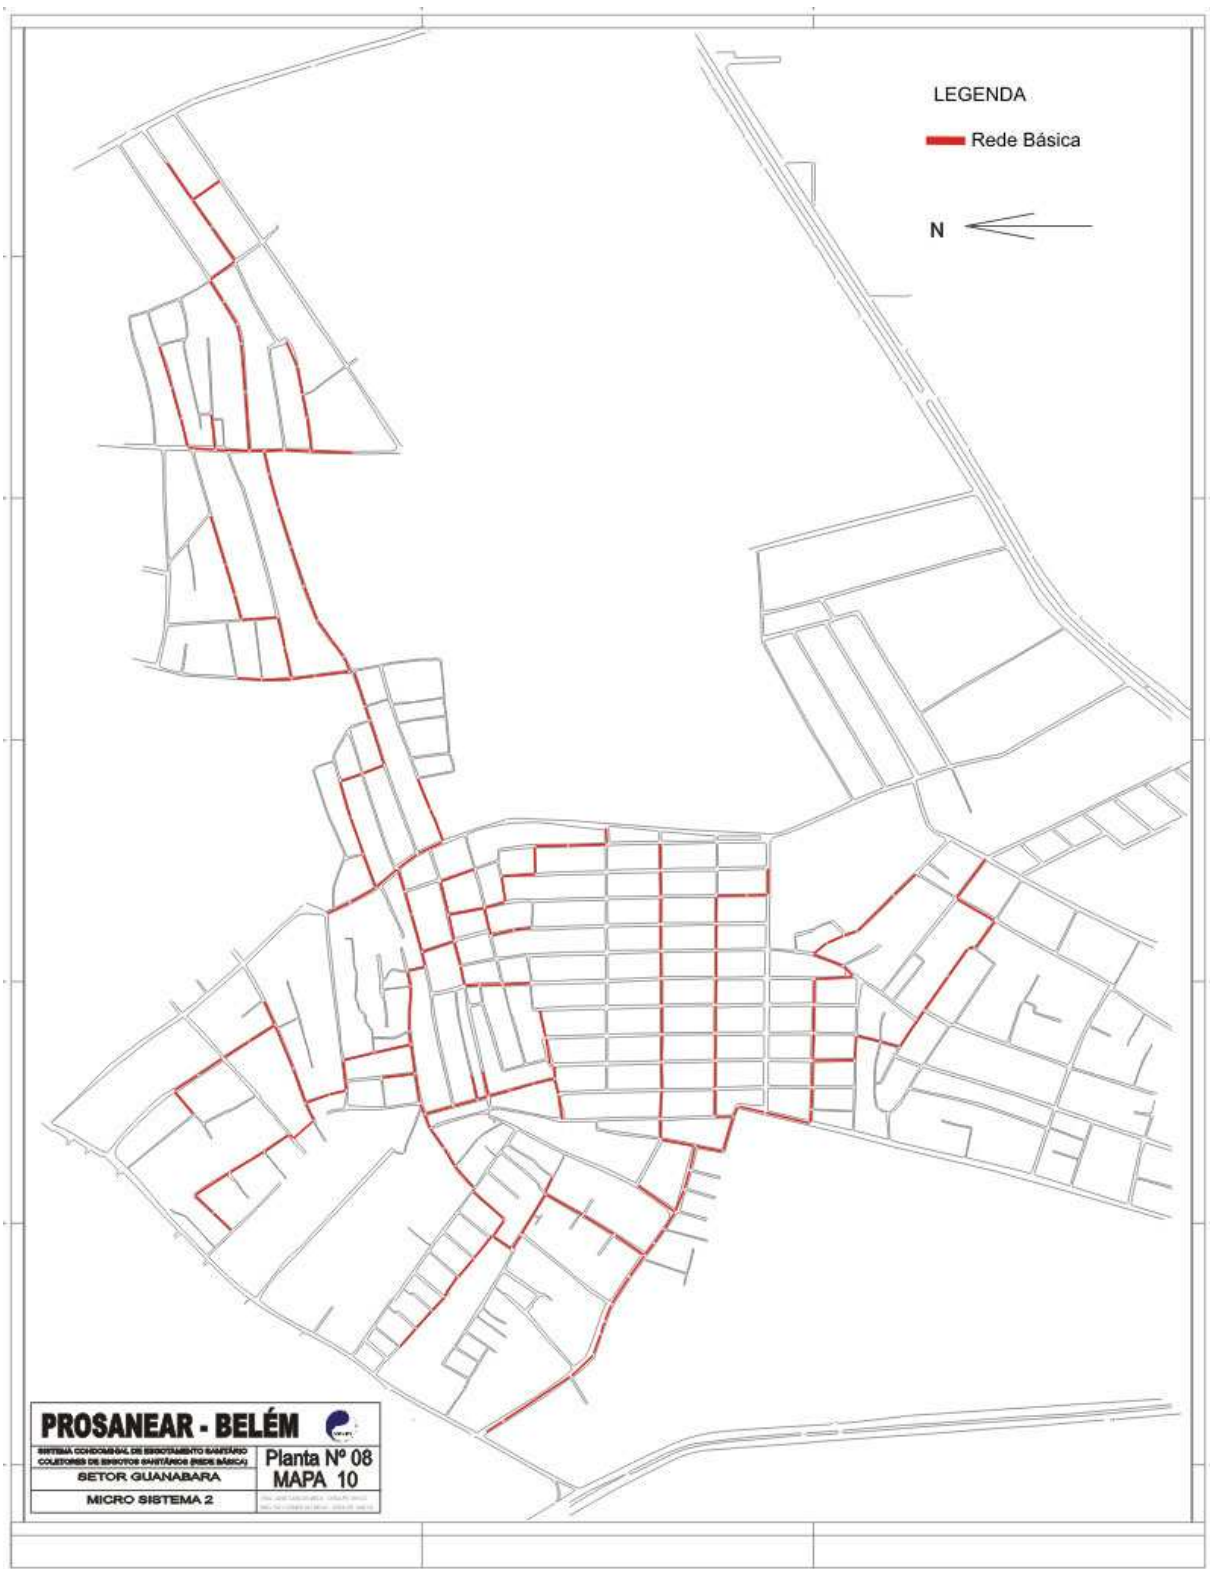 LEGENDA
Rede Básica
N
PROSANEAR - BELÉM
SISTEMA CONDOMINIAL DE ESGOTAMENTO SANITÁRIO
COLETORES DE ESGOTOS SANITÁRIOS (REDE BÁSICA)
SETOR GUANABARA
MICRO SISTEMA 2
Planta Nº 08
MAPA 10